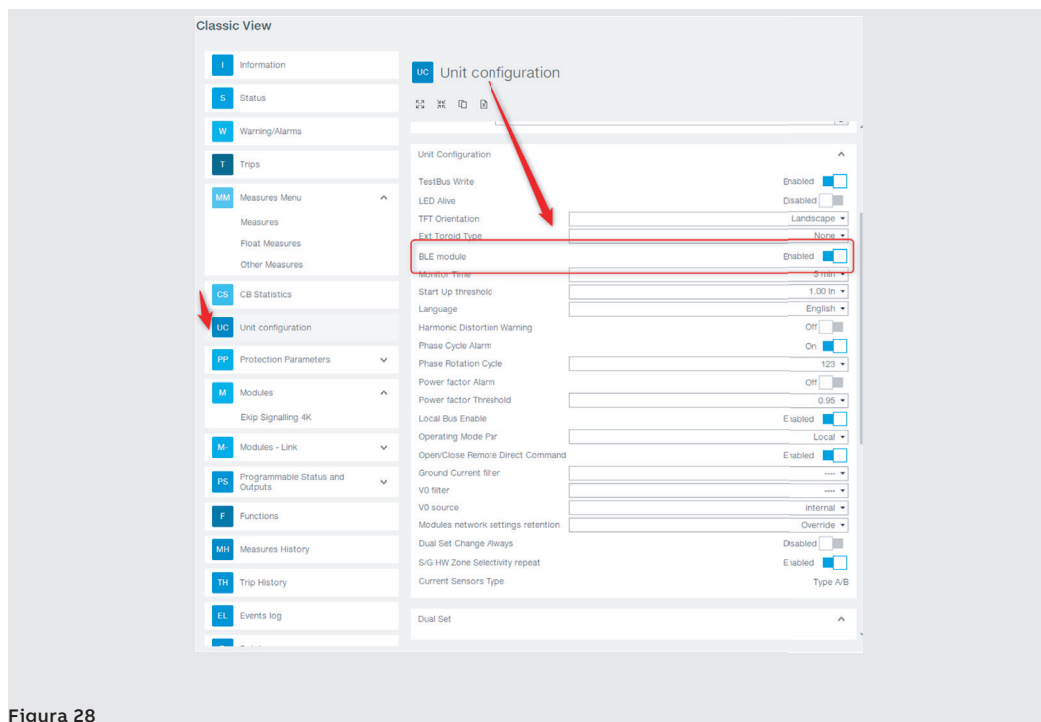 Classic View
I Information
S Status
W Warning/Alarms
T Trips
MM Measures Menu
Measures
Float Measures
Other Measures
CS CB Statistics
UC Unit configuration
PP Protection Parameters
M Modules
Ekip Signalling 4K
M- Modules - Link
PS Programmable Status and
Outputs
F Functions
MH Measures History
TH Trip History
EL Events log
UC Unit configuration
Unit Configuration
TestBus Write Enabled
LED Alive Disabled
TFT Orientation Landscape
Ext Toroid Type None
BLE module Enabled
Monitor Time 3 min
Start Up threshold 1.00 In
Language English
Harmonic Distortion Warning Off
Phase Cycle Alarm On
Phase Rotation Cycle 123
Power factor Alarm Off
Power factor Threshold 0.95
Local Bus Enable Enabled
Operating Mode Par Local
Open/Close Remote Direct Command Enabled
Ground Current filter ----
V0 filter ----
V0 source internal
Modules network settings retention Override
Dual Set Change Always Disabled
S/G HW Zone Selectivity repeat Enabled
Current Sensors Type Type A/B
Dual Set
Figura 28